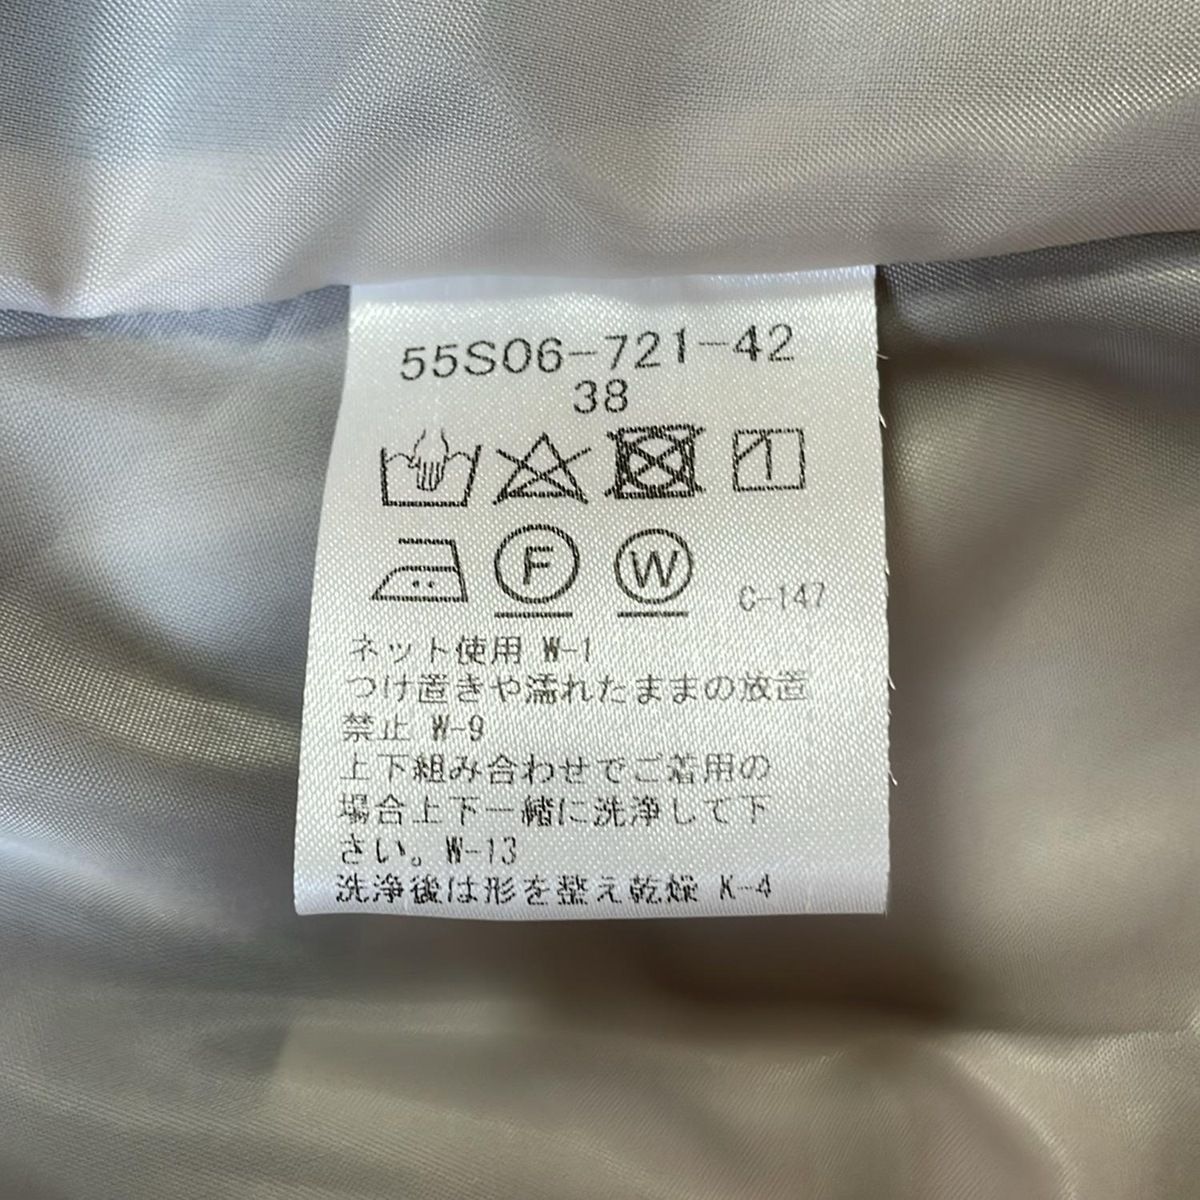 55S06-721-42
38
F W C-147
ネット使用 W-1
つけ置きや濡れたままの放置
禁止 W-9
上下組み合わせでご着用の
場合上下一緒に洗浄して下
さい。W-13
洗浄後は形を整え乾燥 K-4